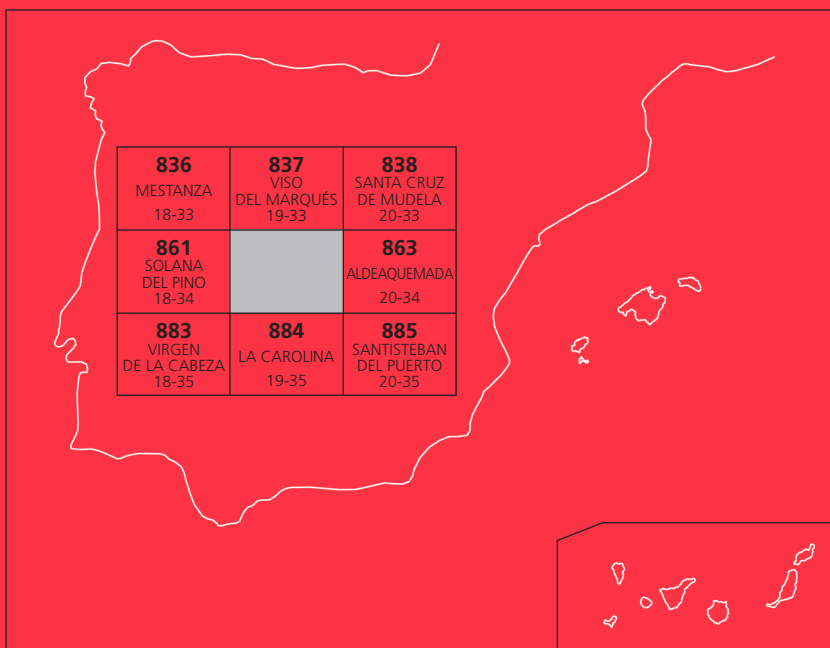 836
MESTANZA
18-33
837
VISO
DEL MARQUÉS
19-33
838
SANTA CRUZ
DE MUDELA
20-33
861
SOLANA
DEL PINO
18-34
863
ALDEAQUEMADA
20-34
883
VIRGEN
DE LA CABEZA
18-35
884
LA CAROLINA
19-35
885
SANTISTEBAN
DEL PUERTO
20-35